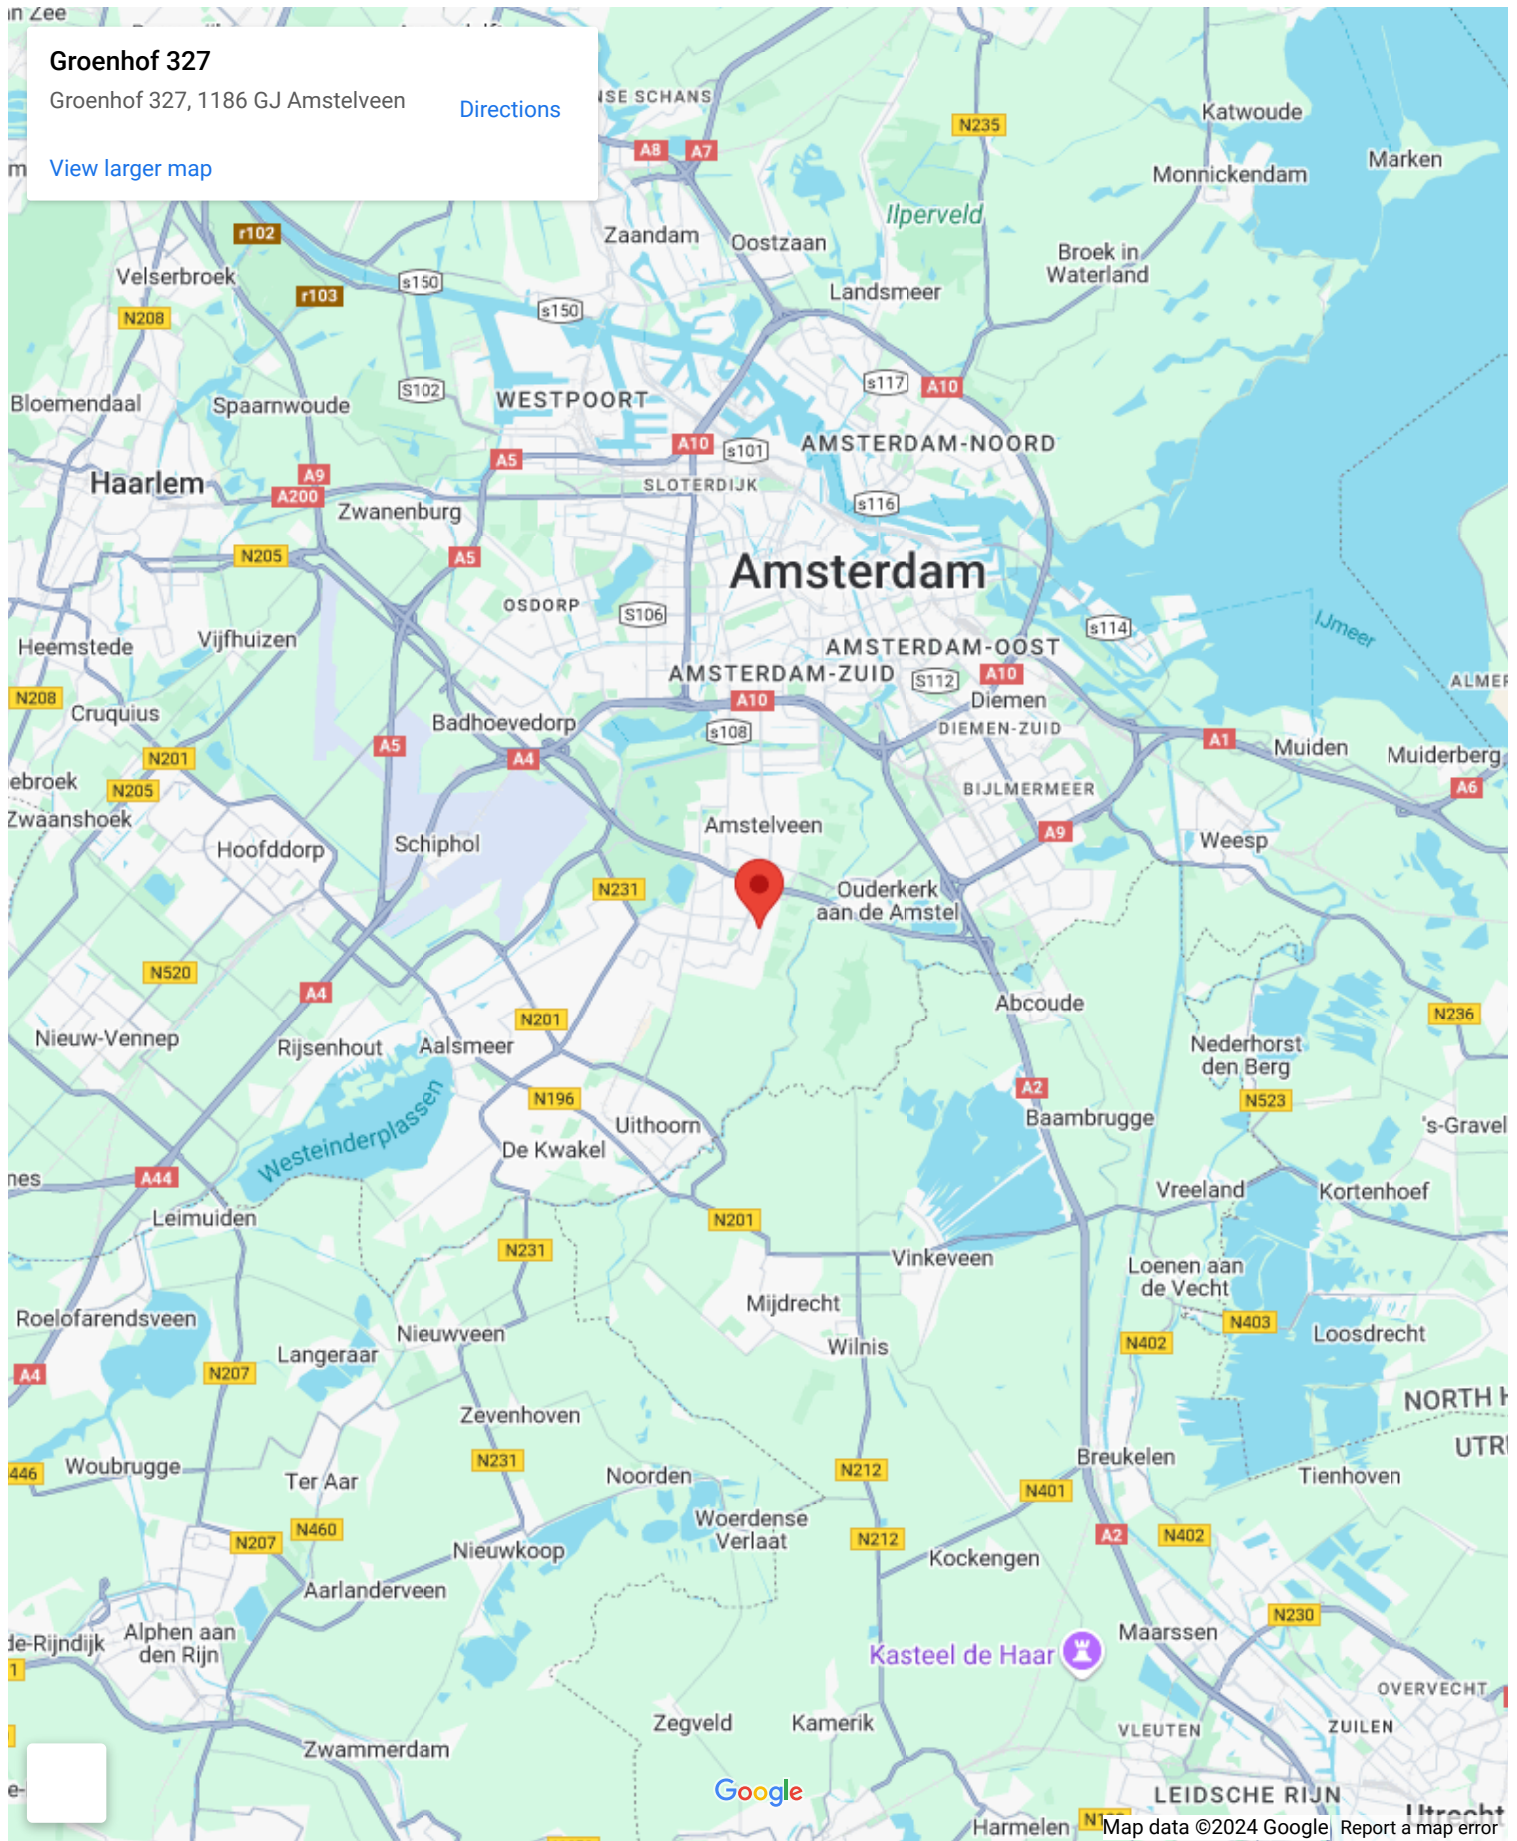 Groenhof 327
Groenhof 327, 1186 GJ Amstelveen
Directions
View larger map
N235
Katwoude
A8
A7
Marken
Monnickendam
Ilperveld
r102
Zaandam
Oostzaan
Broek in
Waterland
Velserbroek
s150
r103
Landsmeer
s150
N208
S102
s117
A10
Bloemendaal
Spaarnwoude
WESTPOORT
A10
s101
AMSTERDAM-NOORD
A5
A9
Haarlem
A200
SLOTERDIJK
Zwanenburg
s116
N205
A5
Amsterdam
OSDORP
S106
s114
IJmeer
Heemstede
Vijfhuizen
AMSTERDAM-OOST
AMSTERDAM-ZUID
S112
A10
N208
A10
Diemen
Cruquius
Badhoevedorp
s108
DIEMEN-ZUID
A5
A4
A1
Muiden
Muiderberg
N201
N205
BIJLMERMEER
A6
Zwaanshoek
Amstelveen
A9
Hoofddorp
Schiphol
Weesp
N231
Ouderkerk
aan de Amstel
N520
A4
Abcoude
N201
N236
Nieuw-Vennep
Rijsenhout
Aalsmeer
Nederhorst
den Berg
A2
N196
N523
Westeinderplassen
Uithoorn
Baambrugge
's-Gravel
De Kwakel
A44
Vreeland
Kortenhoef
Leimuiden
N201
N231
Vinkeveen
Loenen aan
de Vecht
Mijdrecht
Roelofarendsveen
N403
Nieuwveen
Loosdrecht
Langeraar
Wilnis
N402
A4
N207
NORTH H
Zevenhoven
UTR
Woubrugge
N231
Breukelen
446
Ter Aar
Noorden
N212
Tienhoven
N401
Woerdense
Verlaat
N460
N207
N212
A2
N402
Nieuwkoop
Kockengen
Aarlanderveen
N230
Alphen aan
den Rijn
de-Rijndijk
Maarssen
Kasteel de Haar
1
OVERVECHT
Zegveld
Kamerik
VLEUTEN
ZUILEN
Zwammerdam
Google
LEIDSCHE RIJN
Utrecht
Harmelen
Map data ©2024 Google
Report a map error